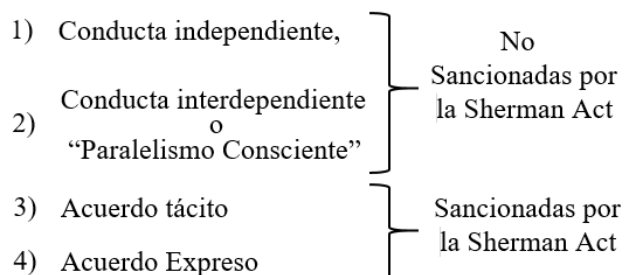 1) Conducta independiente,
2) Conducta interdependiente
o
“Paralelismo Consciente”
No
Sancionadas por
la Sherman Act
3) Acuerdo tácito
4) Acuerdo Expreso
Sancionadas por
la Sherman Act